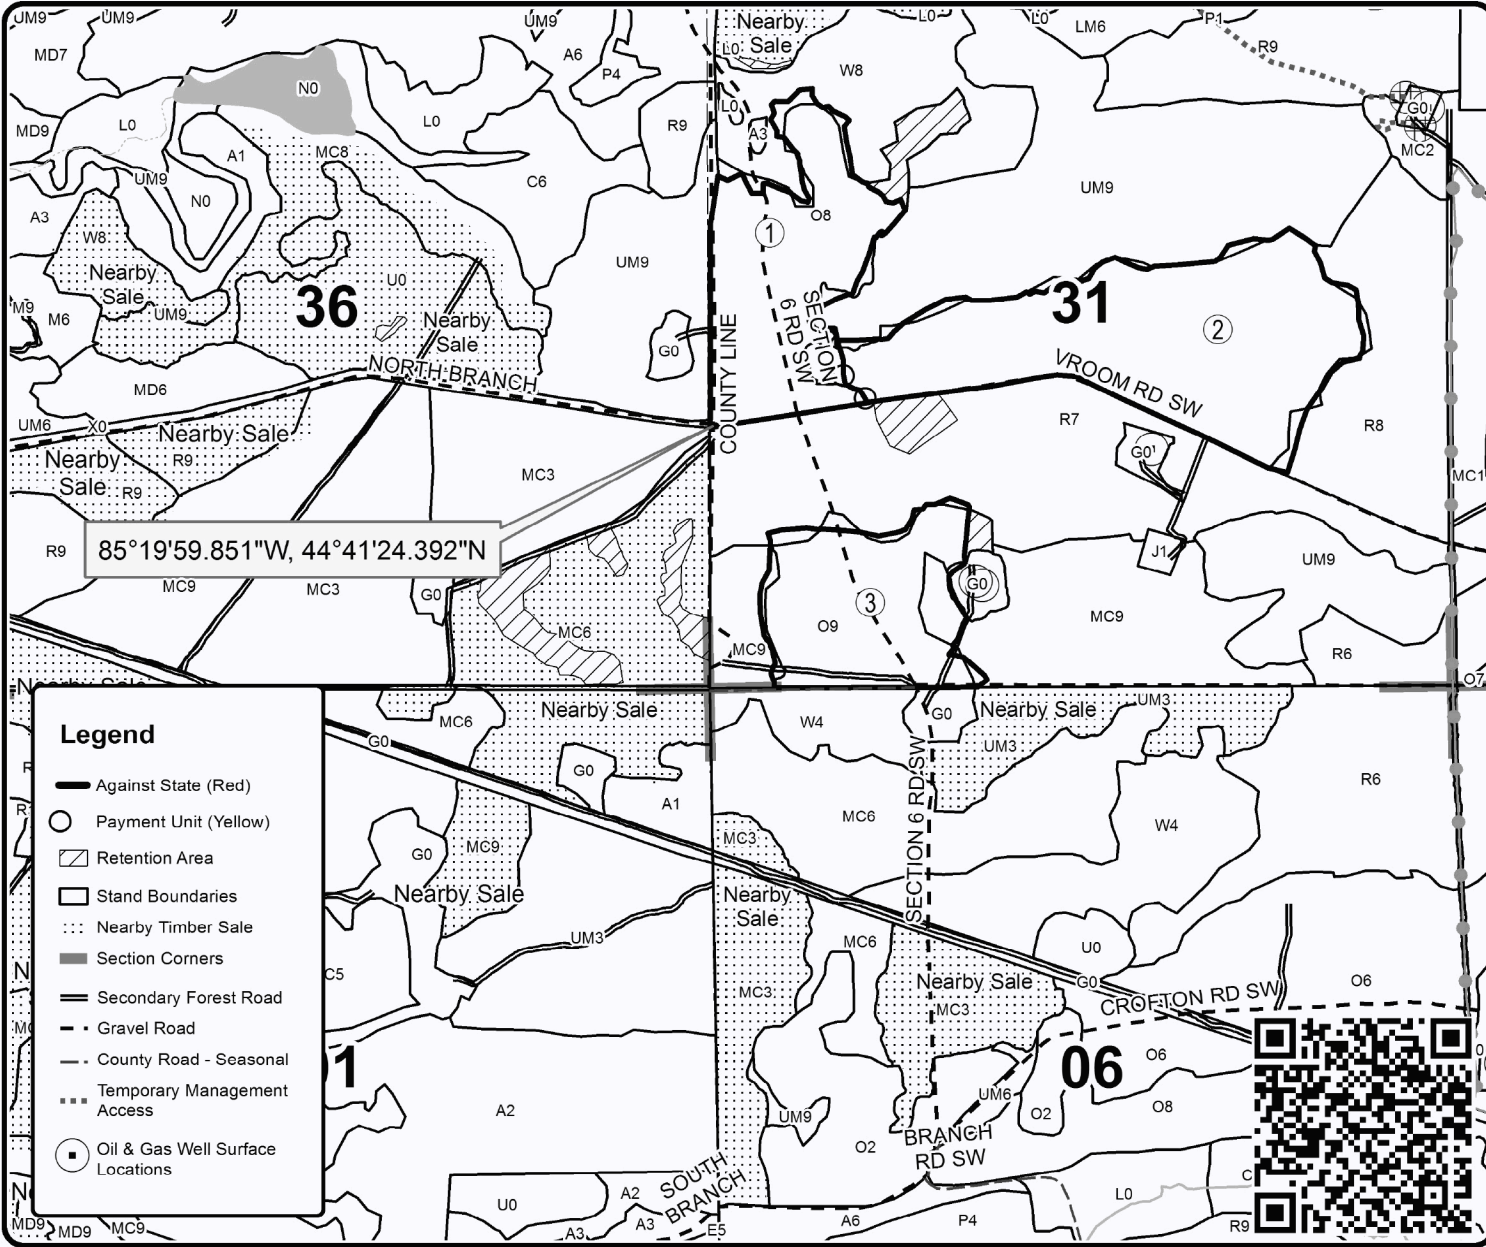 UM9
UM9
Nearby
Sale
L0
L0
P1
MD7
A6
L0
LM6
R9
P4
W8
N0
L0
G0
MD9
L0
L0
R9
A3
MC8
A1
MC2
UM9
C6
UM9
N0
A3
O8
1
W8
UM9
Nearby
Sale
U0
36
31
M9
M6
UM9
Nearby
Sale
2
G0
SECTION
6 RD SW
COUNTY LINE
NORTH BRANCH
VROOM RD SW
MD6
UM6
X0
Nearby Sale
R7
R8
Nearby
Sale
R9
R9
MC3
G0
MC1
85°19'59.851"W, 44°41'24.392"N
R9
J1
UM9
MC9
MC3
G0
G0
3
MC6
O9
MC9
MC9
R6
Nearby Sale
O7
MC6
Nearby Sale
W4
G0
Nearby Sale
UM3
UM3
Legend
G0
G0
R6
Against State (Red)
A1
SECTION 6 RD SW
Payment Unit (Yellow)
MC6
W4
MC3
Retention Area
G0
MC9
Stand Boundaries
Nearby Sale
Nearby
Sale
Nearby Timber Sale
UM3
MC6
U0
Section Corners
C5
Nearby Sale
G0
O6
Secondary Forest Road
MC3
MC3
CROFTON RD SW
Gravel Road
County Road - Seasonal
01
06
O6
Temporary Management
Access
A2
UM9
UM6
O2
O8
Oil & Gas Well Surface
Locations
O2
BRANCH
RD SW
SOUTH
BRANCH
U0
A2
L0
MD9
MD9
MC9
A3
A3
E5
A6
P4
R9